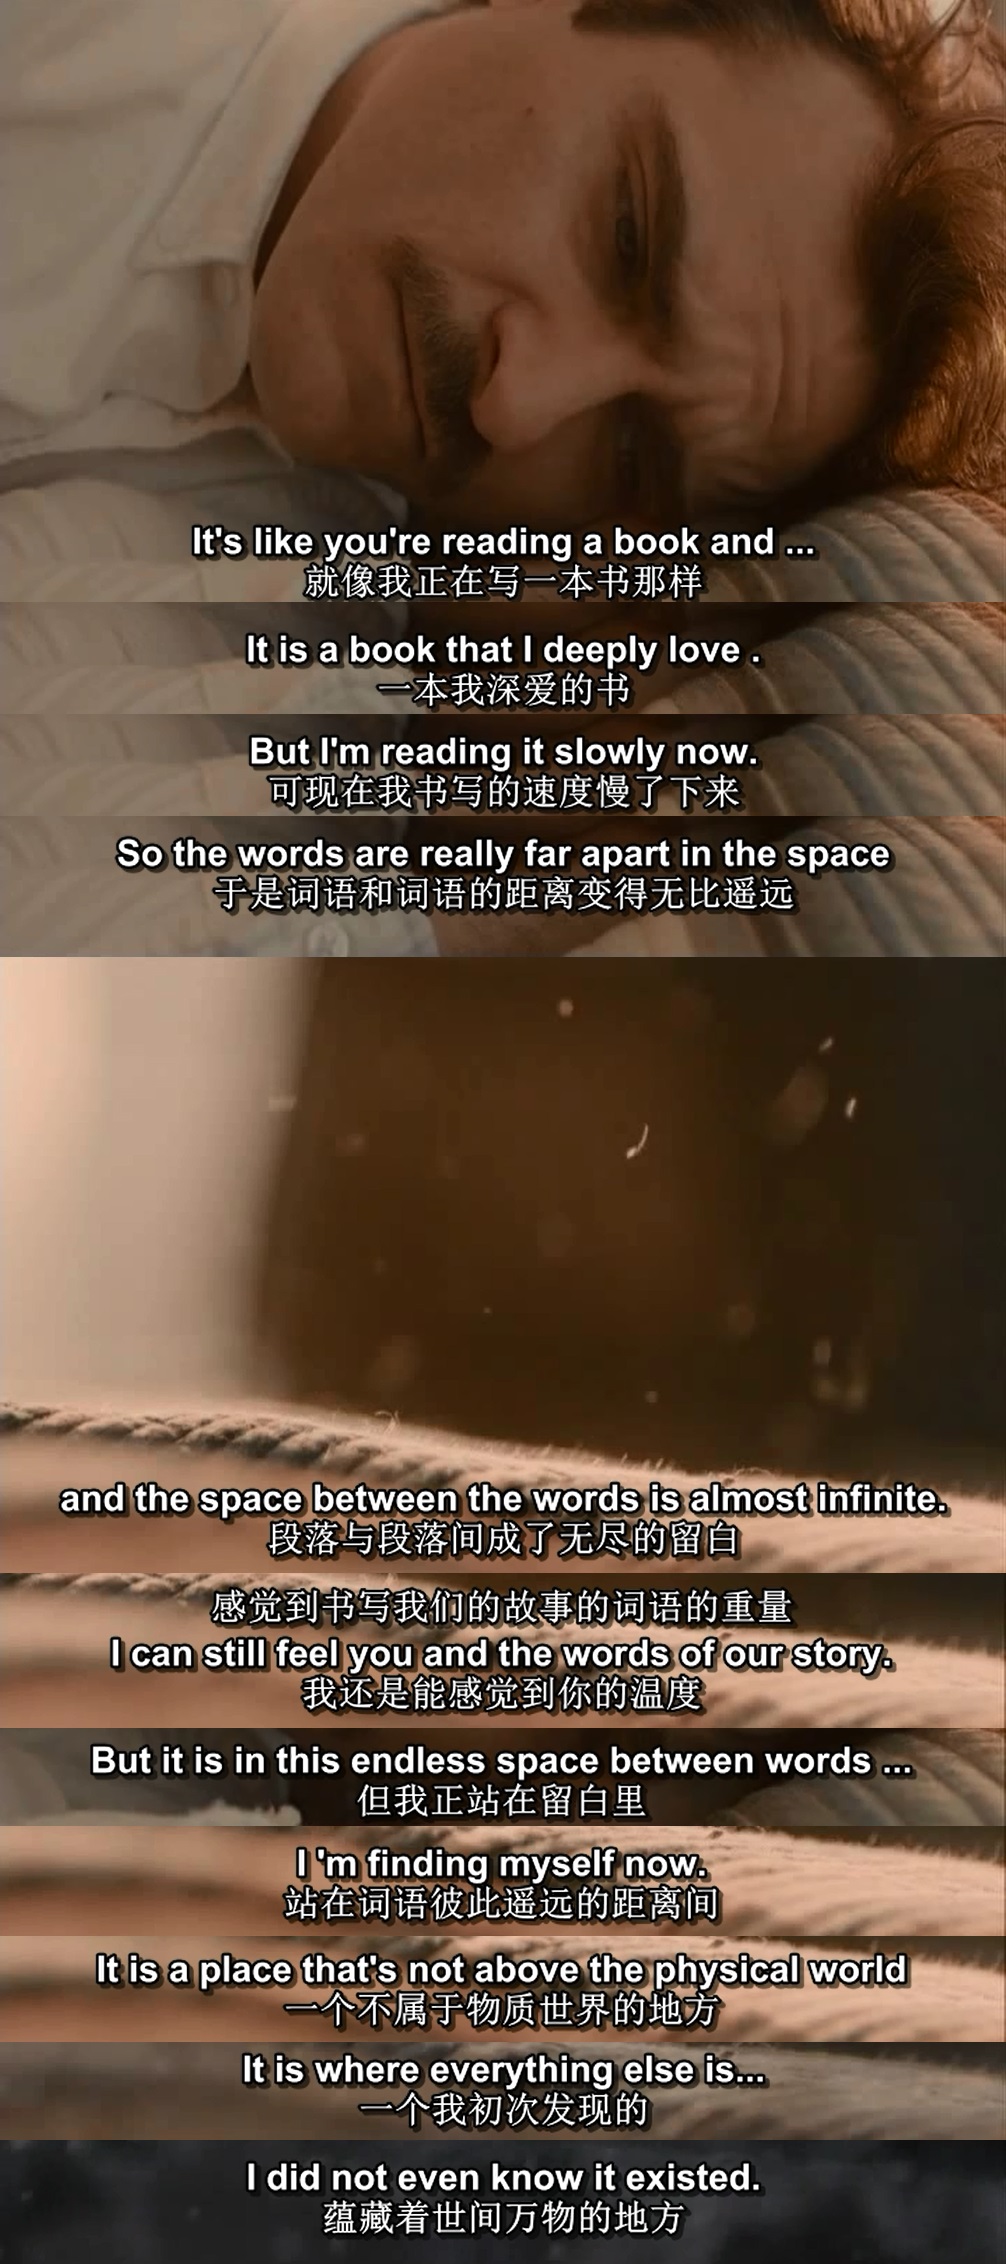 It's like you're reading a book and ...
就像我正在写一本书那样
It is a book that I deeply love .
一本我深爱的书
But I'm reading it slowly now.
可现在我书写的速度慢了下来
So the words are really far apart in the space
于是词语和词语的距离变得无比遥远
and the space between the words is almost infinite.
段落与段落间成了无尽的留白
感觉到书写我们的故事的词语的重量
I can still feel you and the words of our story.
我还是能感觉到你的温度
But it is in this endless space between words ...
但我正站在留白里
I 'm finding myself now.
站在词语彼此遥远的距离间
It is a place that's not above the physical world
一个不属于物质世界的地方
It is where everything else is...
一个我初次发现的
I did not even know it existed.
蕴藏着世间万物的地方